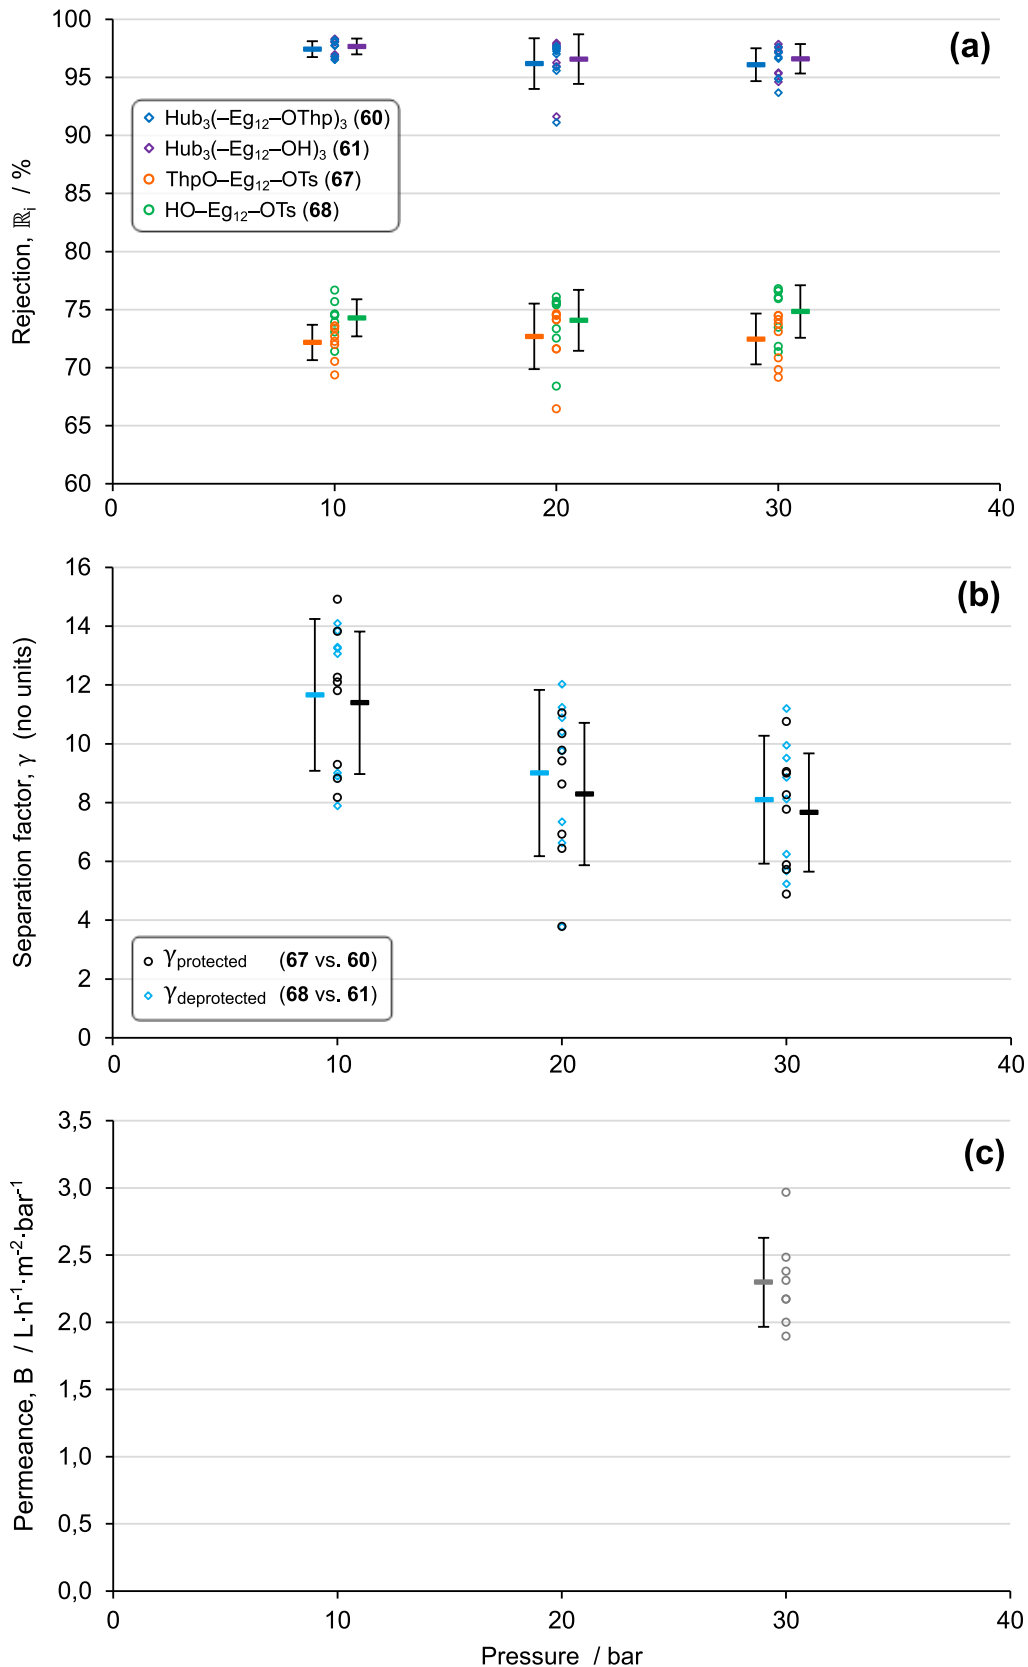 (a)
Rejection, ℝᵢ / %
100
95
90
85
80
75
70
65
60
Hub₃(–Eg₁₂–OThp)₃ (60)
Hub₃(–Eg₁₂–OH)₃ (61)
ThpO–Eg₁₂–OTs (67)
HO–Eg₁₂–OTs (68)
0 10 20 30 40
(b)
Separation factor, γ (no units)
16
14
12
10
8
6
4
2
0
γprotected (67 vs. 60)
γdeprotected (68 vs. 61)
0 10 20 30 40
(c)
Permeance, B / L·h⁻¹·m⁻²·bar⁻¹
3,5
3,0
2,5
2,0
1,5
1,0
0,5
0,0
0 10 20 30 40
Pressure / bar